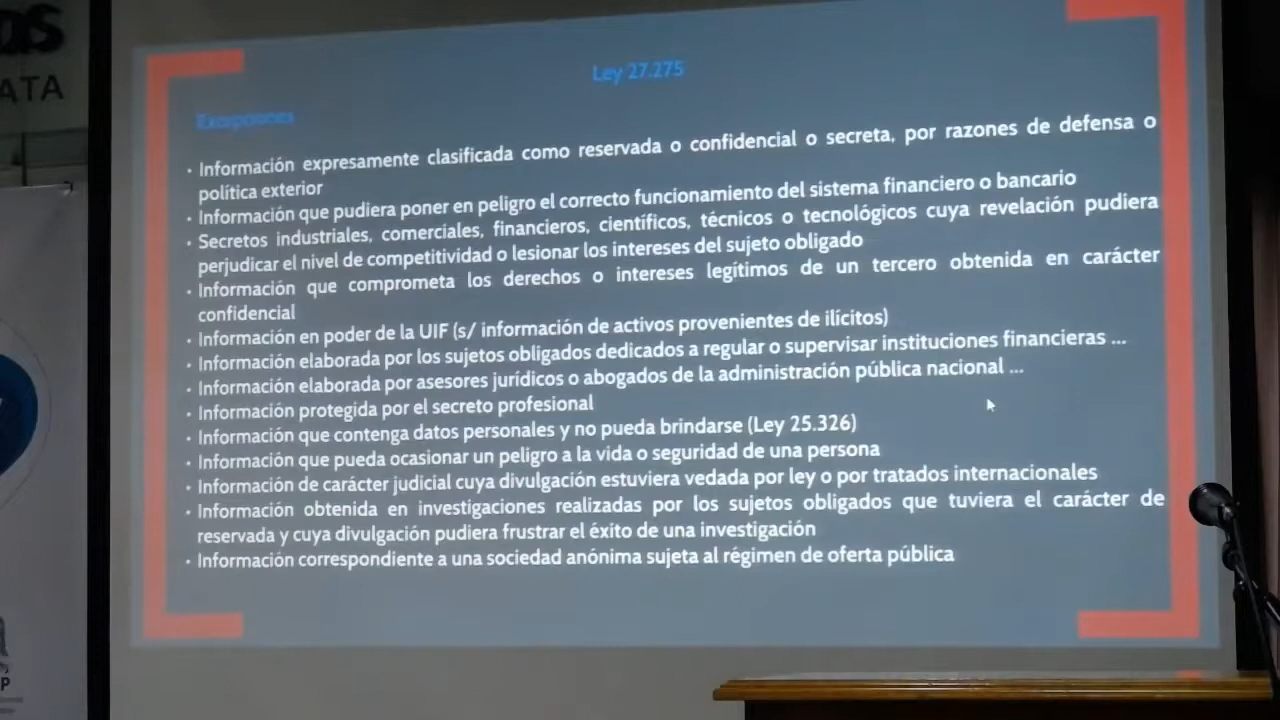 ATA
Ley 27.275
Excepciones
• Información expresamente clasificada como reservada o confidencial o secreta, por razones de defensa o
política exterior
• Información que pudiera poner en peligro el correcto funcionamiento del sistema financiero o bancario
• Secretos industriales, comerciales, financieros, científicos, técnicos o tecnológicos cuya revelación pudiera
perjudicar el nivel de competitividad o lesionar los intereses del sujeto obligado
• Información que comprometa los derechos o intereses legítimos de un tercero obtenida en carácter
confidencial
• Información en poder de la UIF (s/ información de activos provenientes de ilícitos)
• Información elaborada por los sujetos obligados dedicados a regular o supervisar instituciones financieras ...
• Información elaborada por asesores jurídicos o abogados de la administración pública nacional ...
• Información protegida por el secreto profesional
• Información que contenga datos personales y no pueda brindarse (Ley 25.326)
• Información que pueda ocasionar un peligro a la vida o seguridad de una persona
• Información de carácter judicial cuya divulgación estuviera vedada por ley o por tratados internacionales
• Información obtenida en investigaciones realizadas por los sujetos obligados que tuviera el carácter de
reservada y cuya divulgación pudiera frustrar el éxito de una investigación
• Información correspondiente a una sociedad anónima sujeta al régimen de oferta pública